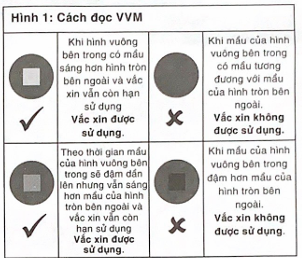 Hình 1: Cách đọc VVM
Khi hình vuông
bên trong có mầu
sáng hơn hình tròn
bên ngoài và vắc
xin vẫn còn hạn
sử dụng
Vắc xin được
sử dụng.
Khi mầu của hình
vuông bên trong
có mầu tương
đương với mầu
của hình tròn bên
ngoài.
Vắc xin không
được sử dụng.
Theo thời gian mầu
của hình vuông bên
trong sẽ đậm dần
lên nhưng vẫn sáng
hơn mầu của hình
tròn bên ngoài và
vắc xin vẫn còn
hạn sử dụng
Vắc xin được
sử dụng.
Khi mầu của hình
vuông bên trong
đậm hơn mầu của
hình tròn bên
ngoài.
Vắc xin không
được sử dụng.